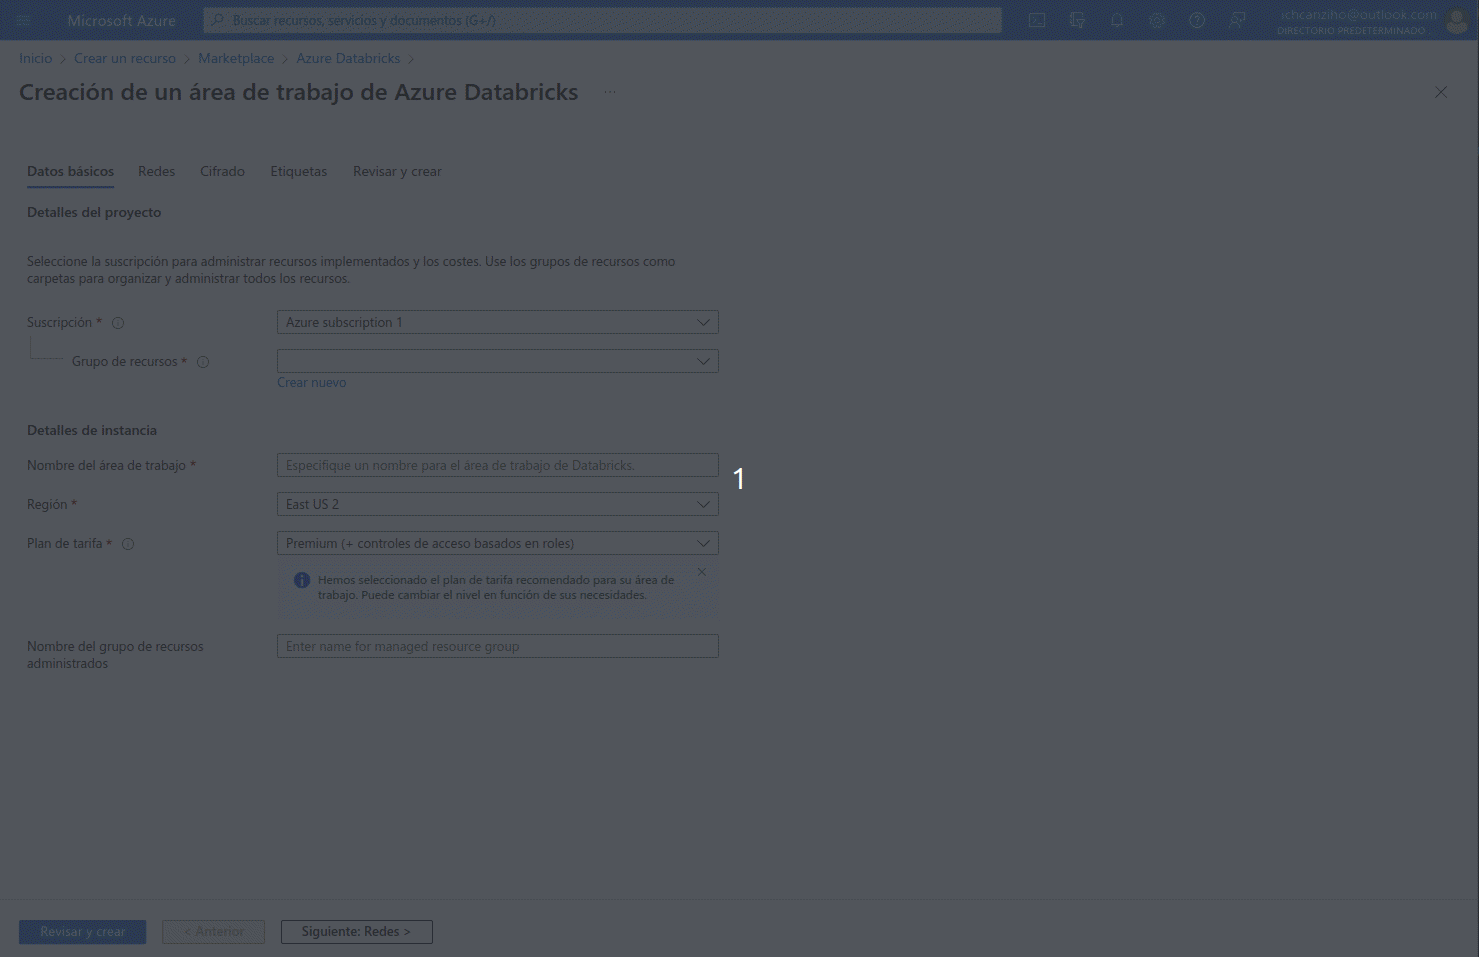 Microsoft Azure
Buscar recursos, servicios y documentos (G+/)
ichcanziho@outlook.com
DIRECTORIO PREDETERMINADO
Inicio > Crear un recurso > Marketplace > Azure Databricks >
Creación de un área de trabajo de Azure Databricks ...
Datos básicos Redes Cifrado Etiquetas Revisar y crear
Detalles del proyecto
Seleccione la suscripción para administrar recursos implementados y los costes. Use los grupos de recursos como
carpetas para organizar y administrar todos los recursos.
Suscripción * Azure subscription 1
Grupo de recursos *
Crear nuevo
Detalles de instancia
Nombre del área de trabajo * Especifique un nombre para el área de trabajo de Databricks.
1
Región * East US 2
Plan de tarifa * Premium (+ controles de acceso basados en roles)
Hemos seleccionado el plan de tarifa recomendado para su área de
trabajo. Puede cambiar el nivel en función de sus necesidades.
Nombre del grupo de recursos
administrados
Enter name for managed resource group
Revisar y crear < Anterior Siguiente: Redes >